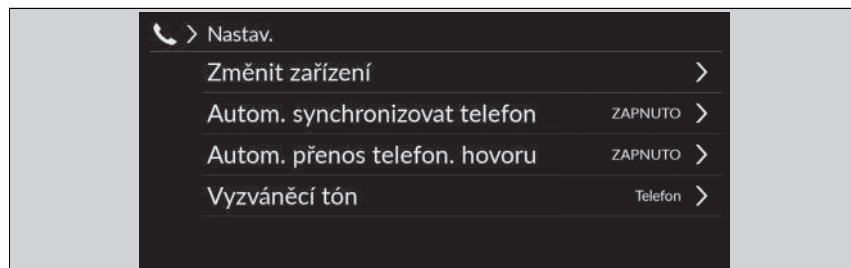 Nastav.
Změnit zařízení
Autom. synchronizovat telefon ZAPNUTO
Autom. přenos telefon. hovoru ZAPNUTO
Vyzváněcí tón Telefon